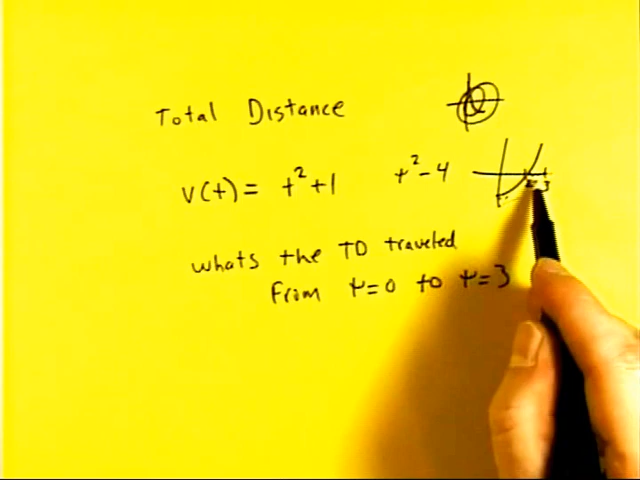 Total Distance
v(t) = t²+1 t²-4
whats the TD traveled
from t=0 to t=3